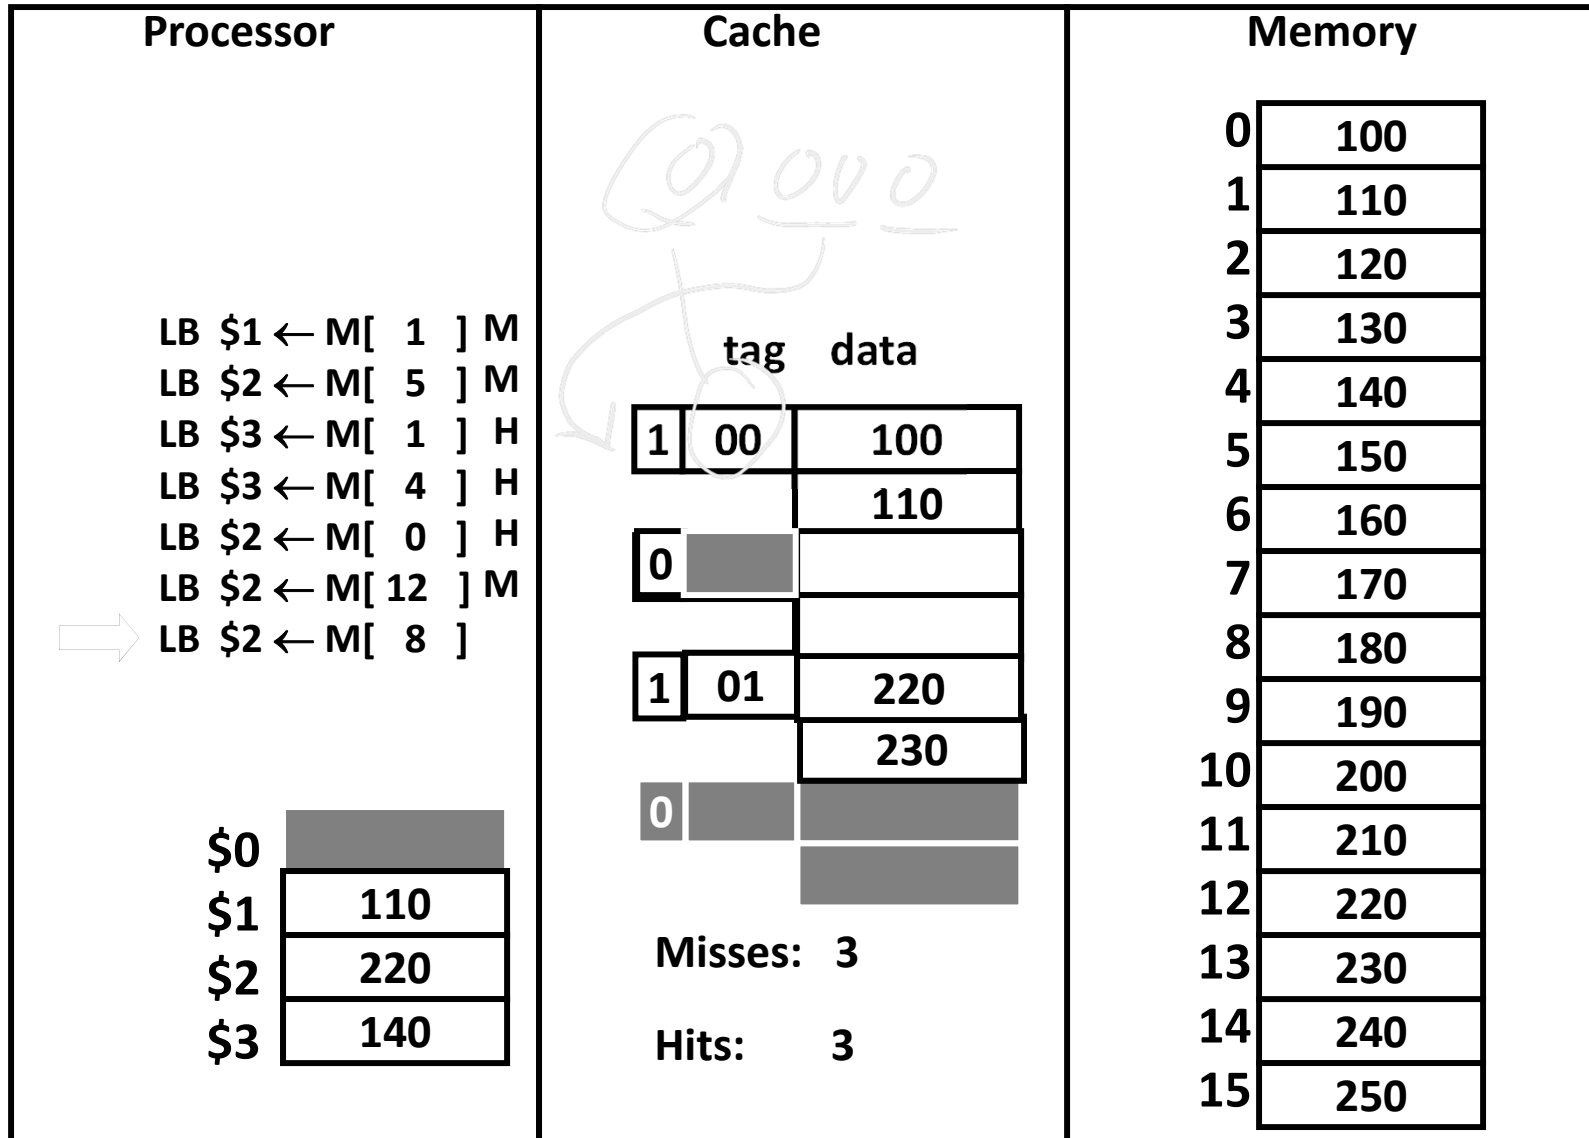 Processor
LB $1 ← M[ 1 ] M
LB $2 ← M[ 5 ] M
LB $3 ← M[ 1 ] H
LB $3 ← M[ 4 ] H
LB $2 ← M[ 0 ] H
LB $2 ← M[ 12 ] M
LB $2 ← M[ 8 ]
$0
$1 110
$2 220
$3 140
Cache
tag data
1 00 100
110
0
1 01 220
230
0
Misses: 3
Hits: 3
Memory
0 100
1 110
2 120
3 130
4 140
5 150
6 160
7 170
8 180
9 190
10 200
11 210
12 220
13 230
14 240
15 250